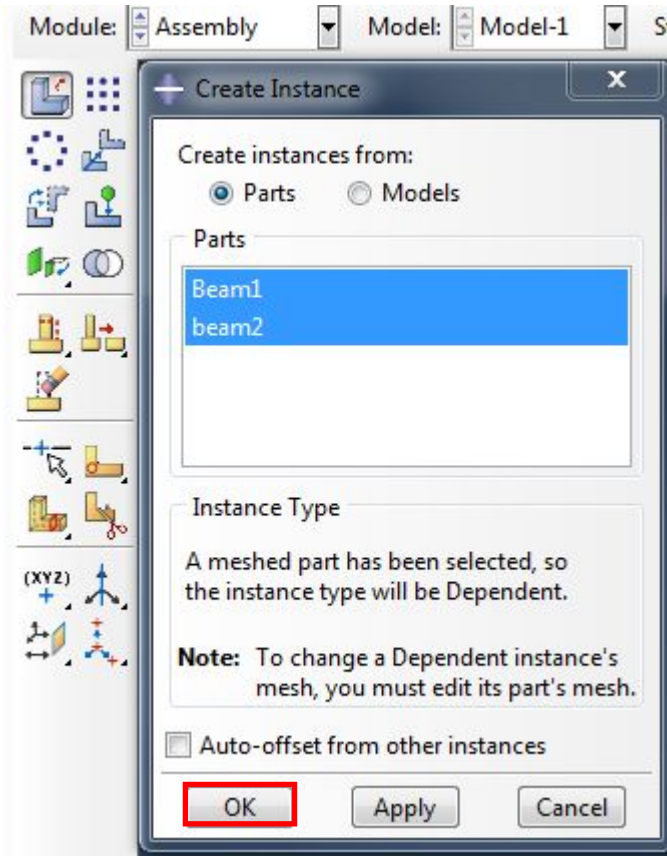 Module: Assembly Model: Model-1 S
Create Instance
Create instances from:
Parts Models
Parts
Beam1
beam2
Instance Type
A meshed part has been selected, so
the instance type will be Dependent.
Note: To change a Dependent instance's
mesh, you must edit its part's mesh.
Auto-offset from other instances
OK Apply Cancel
(XYZ)